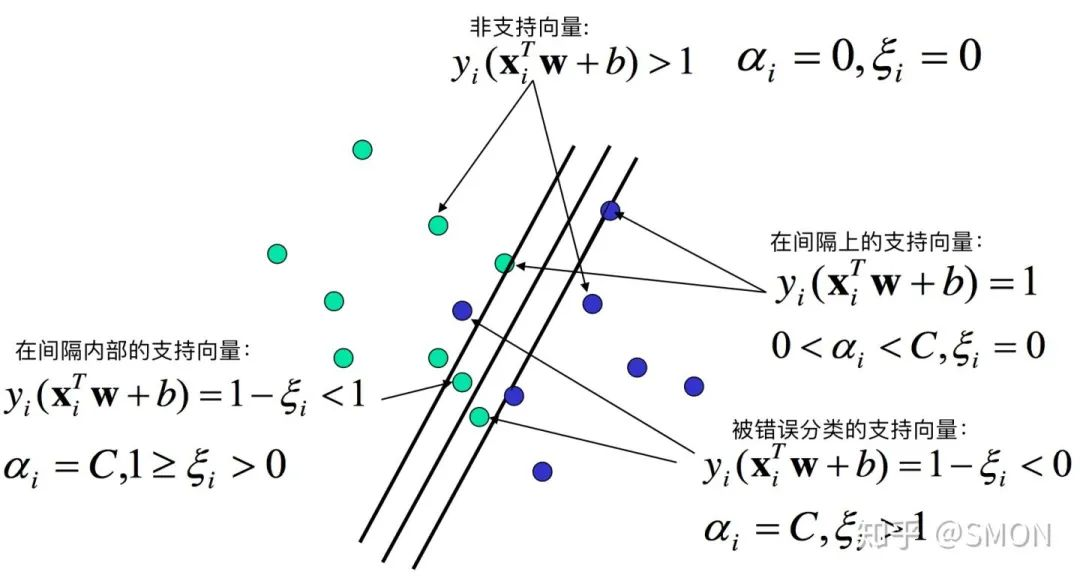 非支持向量:
yᵢ(𝐱ᵢᵀ𝐰 + b) > 1
αᵢ = 0, ξᵢ = 0
在间隔上的支持向量:
yᵢ(𝐱ᵢᵀ𝐰 + b) = 1
0 < αᵢ < C, ξᵢ = 0
在间隔内部的支持向量:
yᵢ(𝐱ᵢᵀ𝐰 + b) = 1 − ξᵢ < 1
αᵢ = C, 1 ≥ ξᵢ > 0
被错误分类的支持向量:
yᵢ(𝐱ᵢᵀ𝐰 + b) = 1 − ξᵢ < 0
αᵢ = C, ξᵢ > 1
知乎 @SMON